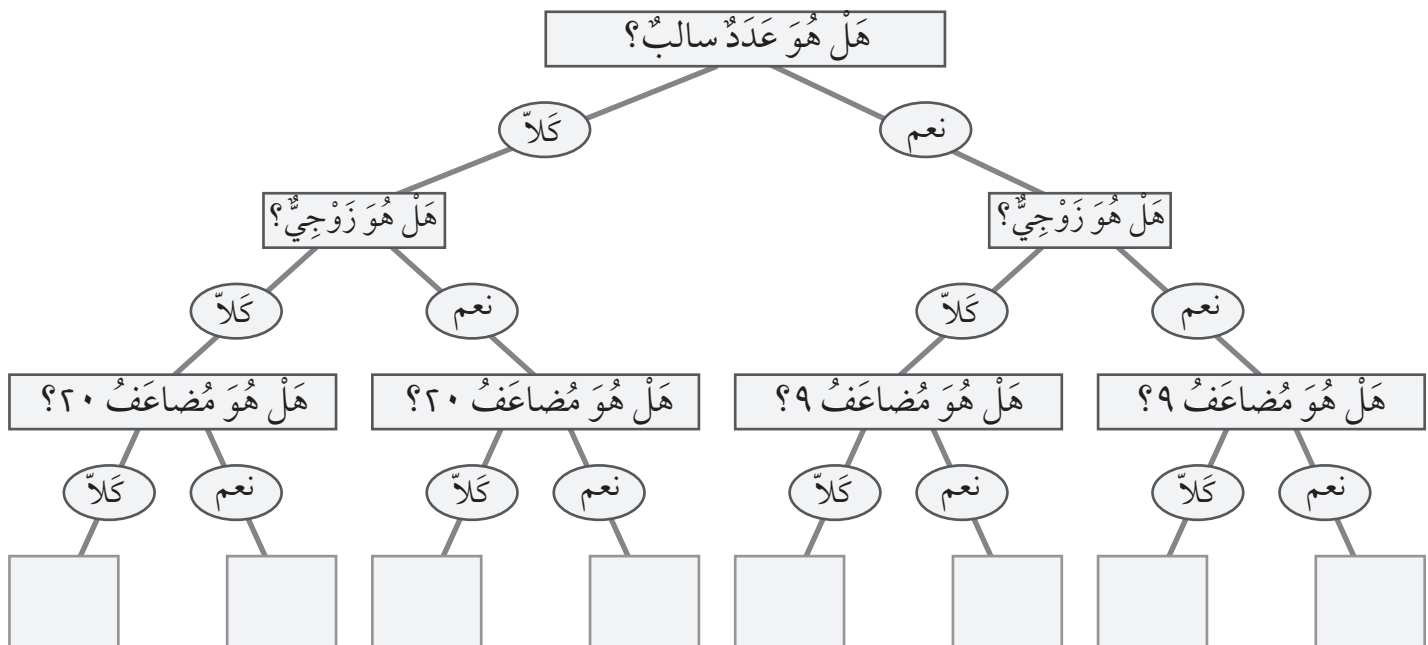 هَلْ هُوَ عَدَدٌ سالبٌ؟
نعم
كَلاّ
هَلْ هُوَ زَوْجِيٌّ؟
هَلْ هُوَ زَوْجِيٌّ؟
نعم
كَلاّ
نعم
كَلاّ
هَلْ هُوَ مُضاعَفُ ٩؟
هَلْ هُوَ مُضاعَفُ ٩؟
هَلْ هُوَ مُضاعَفُ ٢٠؟
هَلْ هُوَ مُضاعَفُ ٢٠؟
نعم
كَلاّ
نعم
كَلاّ
نعم
كَلاّ
نعم
كَلاّ